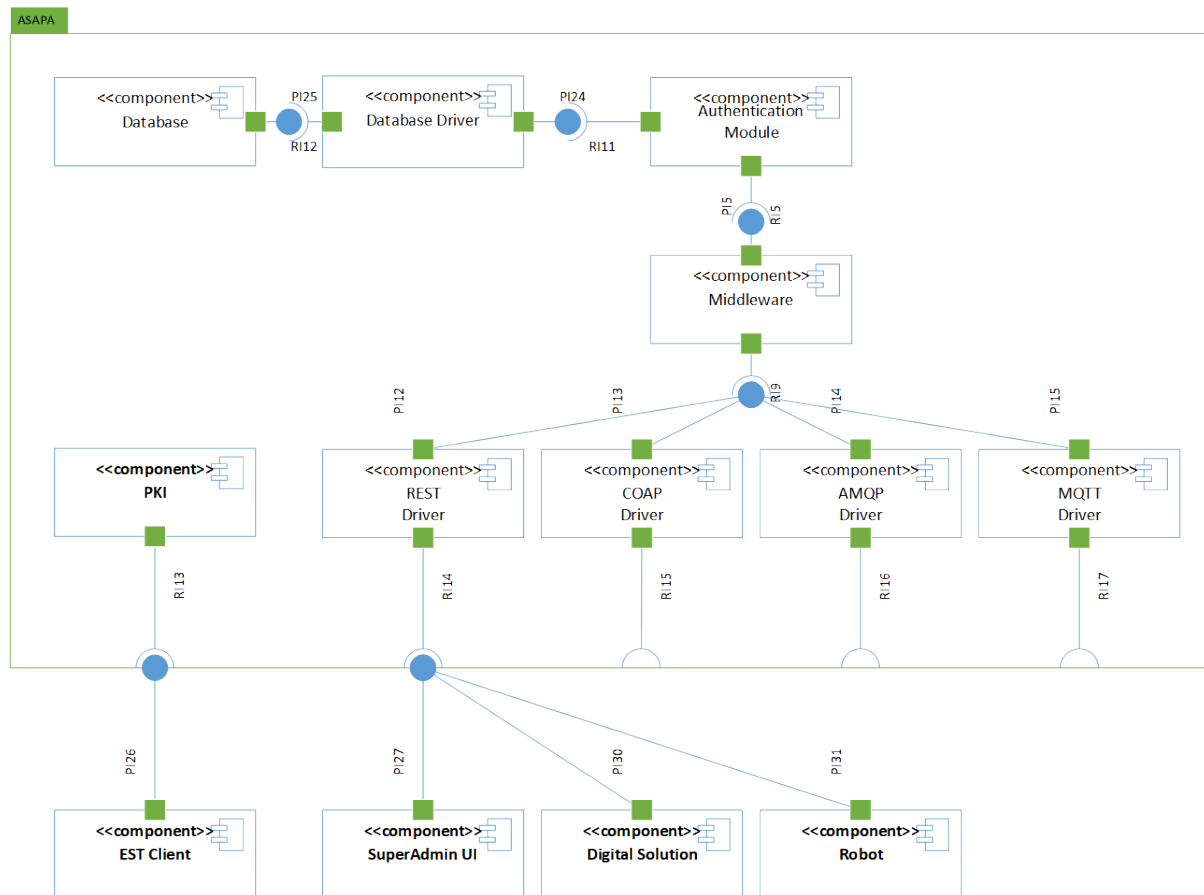 ASAPA
<<component>>
Database
PI25
RI12
<<component>>
Database Driver
PI24
RI11
<<component>>
Authentication
Module
PI5
RI5
<<component>>
Middleware
RI9
PI12
PI13
PI14
PI15
<<component>>
PKI
<<component>>
REST
Driver
<<component>>
COAP
Driver
<<component>>
AMQP
Driver
<<component>>
MQTT
Driver
RI13
RI14
RI15
RI16
RI17
PI26
PI27
PI30
PI31
<<component>>
EST Client
<<component>>
SuperAdmin UI
<<component>>
Digital Solution
<<component>>
Robot